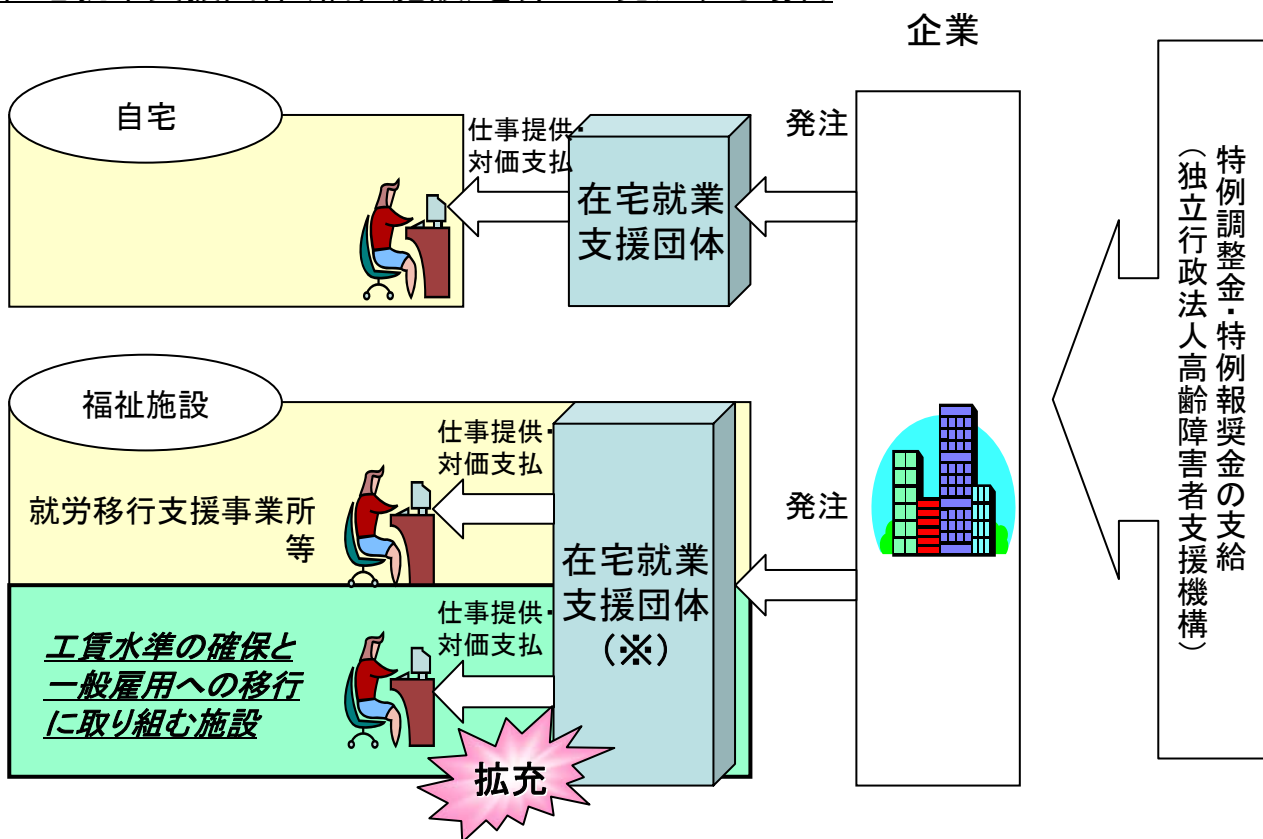 企業
自宅
仕事提供・
対価支払
在宅就業
支援団体
発注
福祉施設
仕事提供・
対価支払
就労移行支援事業所
等
在宅就業
支援団体
(※)
発注
仕事提供・
対価支払
工賃水準の確保と
一般雇用への移行
に取り組む施設
拡充
特例調整金・特例報奨金の支給
(独立行政法人高齢障害者支援機構)